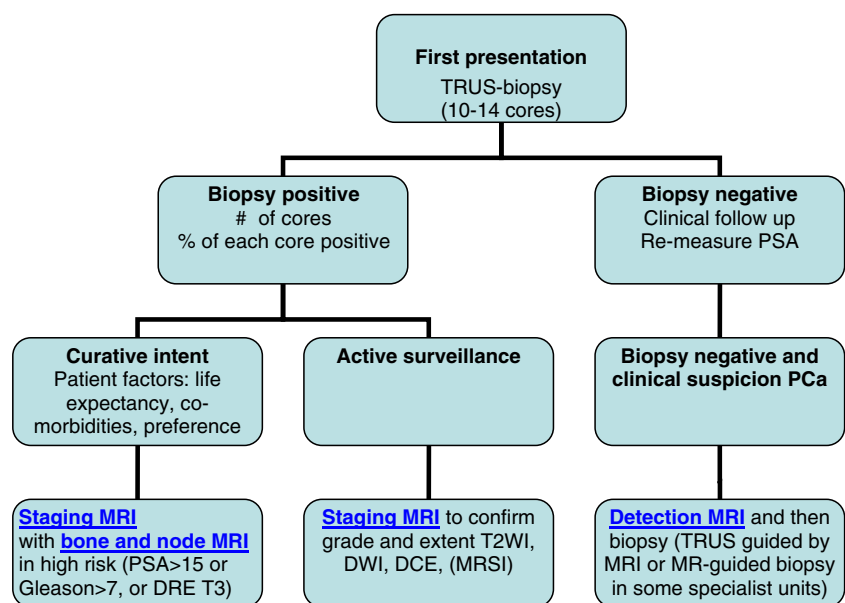 First presentation
TRUS-biopsy
(10-14 cores)
Biopsy positive
# of cores
% of each core positive
Biopsy negative
Clinical follow up
Re-measure PSA
Curative intent
Patient factors: life
expectancy, co-
morbidities, preference
Active surveillance
Biopsy negative and
clinical suspicion PCa
Staging MRI
with bone and node MRI
in high risk (PSA>15 or
Gleason>7, or DRE T3)
Staging MRI to confirm
grade and extent T2WI,
DWI, DCE, (MRSI)
Detection MRI and then
biopsy (TRUS guided by
MRI or MR-guided biopsy
in some specialist units)